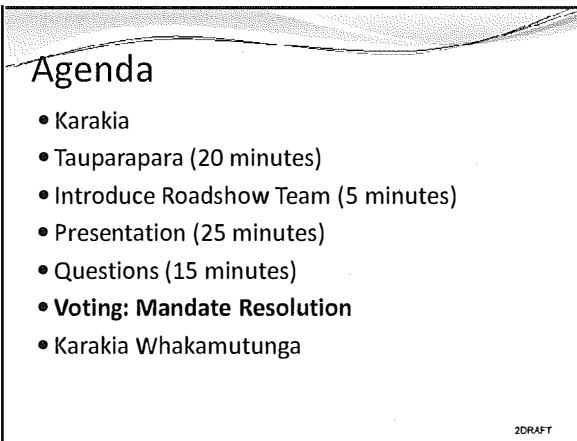 Agenda
• Karakia
• Tauparapara (20 minutes)
• Introduce Roadshow Team (5 minutes)
• Presentation (25 minutes)
• Questions (15 minutes)
• Voting: Mandate Resolution
• Karakia Whakamutunga
2DRAFT